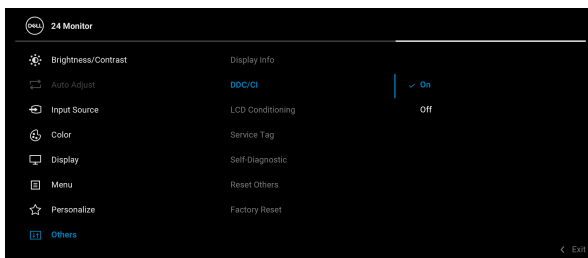 DELL 24 Monitor
Brightness/Contrast Display Info
Auto Adjust DDC/CI On
Input Source LCD Conditioning Off
Color Service Tag
Display Self-Diagnostic
Menu Reset Others
Personalize Factory Reset
Others
Exit